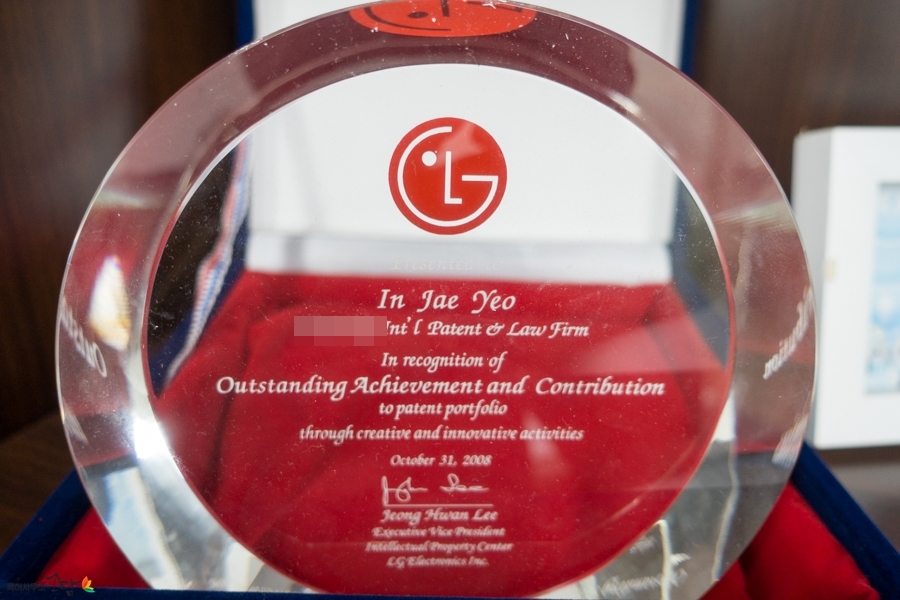 LG
In Jae Yeo
Int'l Patent & Law Firm
In recognition of
Outstanding Achievement and Contribution
to patent portfolio
through creative and innovative activities
October 31, 2008
Jeong Hwan Lee
Executive Vice President
Intellectual Property Center
LG Electronics Inc.